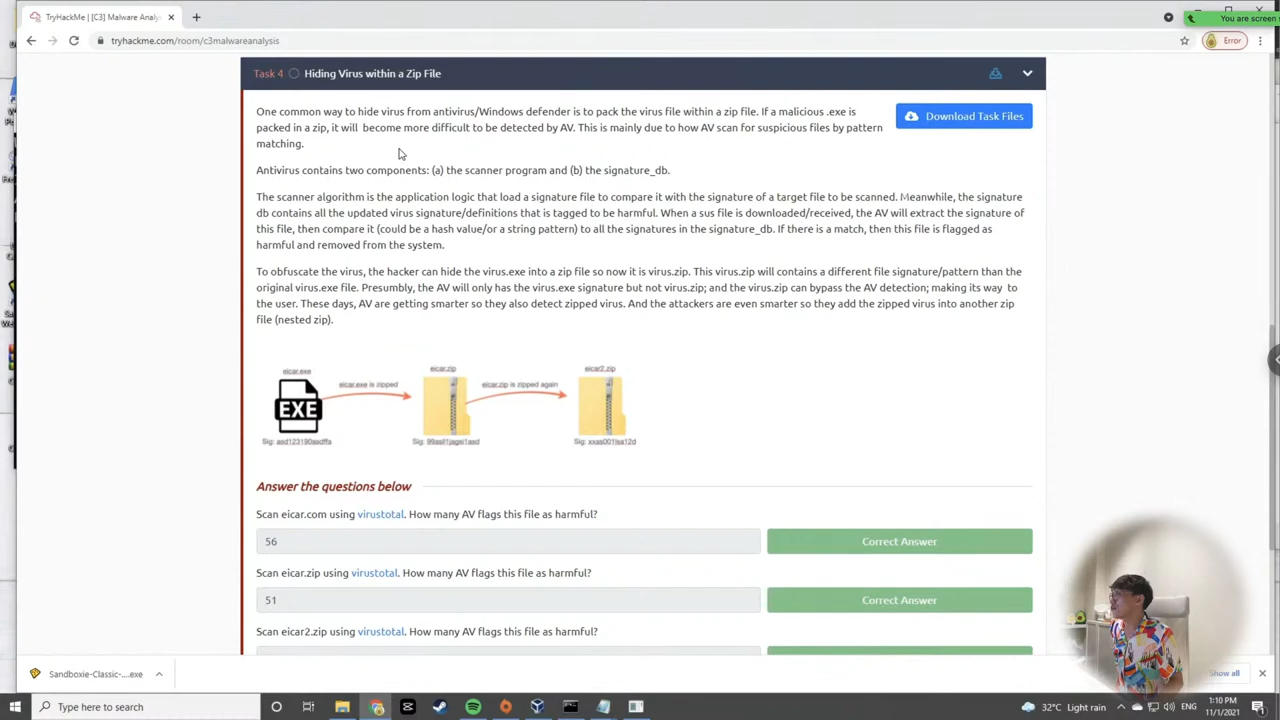 TryHackMe | [C3] Malware Analy
You are screen s
tryhackme.com/room/c3malwareanalysis
Error
Task 4 Hiding Virus within a Zip File
One common way to hide virus from antivirus/Windows defender is to pack the virus file within a zip file. If a malicious .exe is
packed in a zip, it will become more difficult to be detected by AV. This is mainly due to how AV scan for suspicious files by pattern
matching.
Download Task Files
Antivirus contains two components: (a) the scanner program and (b) the signature_db.
The scanner algorithm is the application logic that load a signature file to compare it with the signature of a target file to be scanned. Meanwhile, the signature
db contains all the updated virus signature/definitions that is tagged to be harmful. When a sus file is downloaded/received, the AV will extract the signature of
this file, then compare it (could be a hash value/or a string pattern) to all the signatures in the signature_db. If there is a match, then this file is flagged as
harmful and removed from the system.
To obfuscate the virus, the hacker can hide the virus.exe into a zip file so now it is virus.zip. This virus.zip will contains a different file signature/pattern than the
original virus.exe file. Presumbly, the AV will only has the virus.exe signature but not virus.zip; and the virus.zip can bypass the AV detection; making its way to
the user. These days, AV are getting smarter so they also detect zipped virus. And the attackers are even smarter so they add the zipped virus into another zip
file (nested zip).
eicar.exe
eicar.zip
eicar2.zip
eicar.exe is zipped
eicar.zip is zipped again
EXE
Sig:
Sig:
Sig:
Answer the questions below
Scan eicar.com using virustotal. How many AV flags this file as harmful?
56
Correct Answer
Scan eicar.zip using virustotal. How many AV flags this file as harmful?
51
Correct Answer
Scan eicar2.zip using virustotal. How many AV flags this file as harmful?
Sandboxie-Classic-....exe
Show all
Type here to search
32°C Light rain
ENG
1:10 PM
11/1/2021